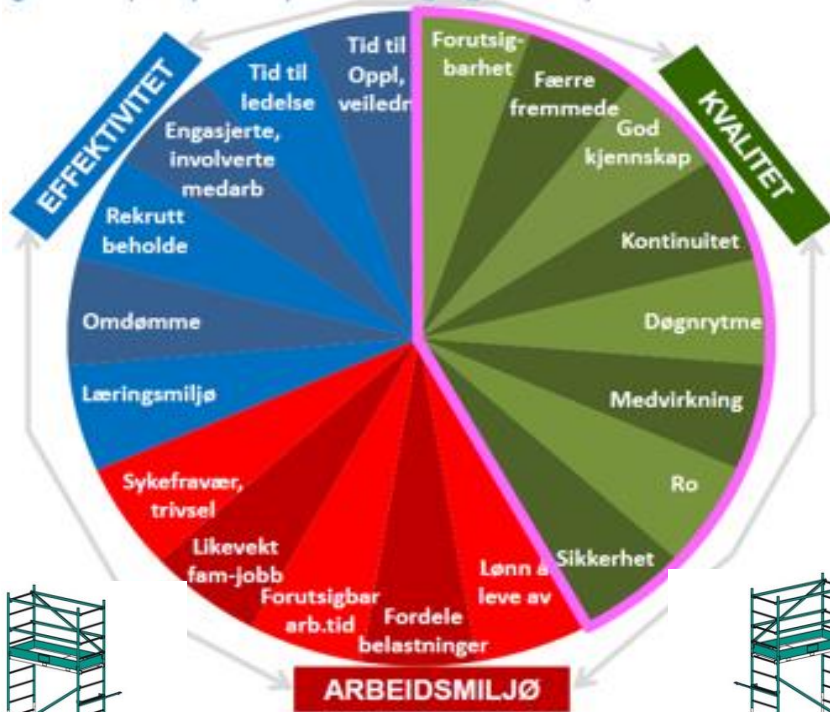 EFFEKTIVITET
KVALITET
ARBEIDSMILJØ
Forutsig-
barhet
Færre
fremmede
God
kjennskap
Kontinuitet
Døgnrytme
Medvirkning
Ro
Sikkerhet
Lønn å
leve av
Fordele
belastninger
Forutsigbar
arb.tid
Likevekt
fam-jobb
Sykefravær,
trivsel
Læringsmiljø
Omdømme
Rekrutt
beholde
Engasjerte,
involverte
medarb
Tid til
ledelse
Tid til
Oppl,
veiledn